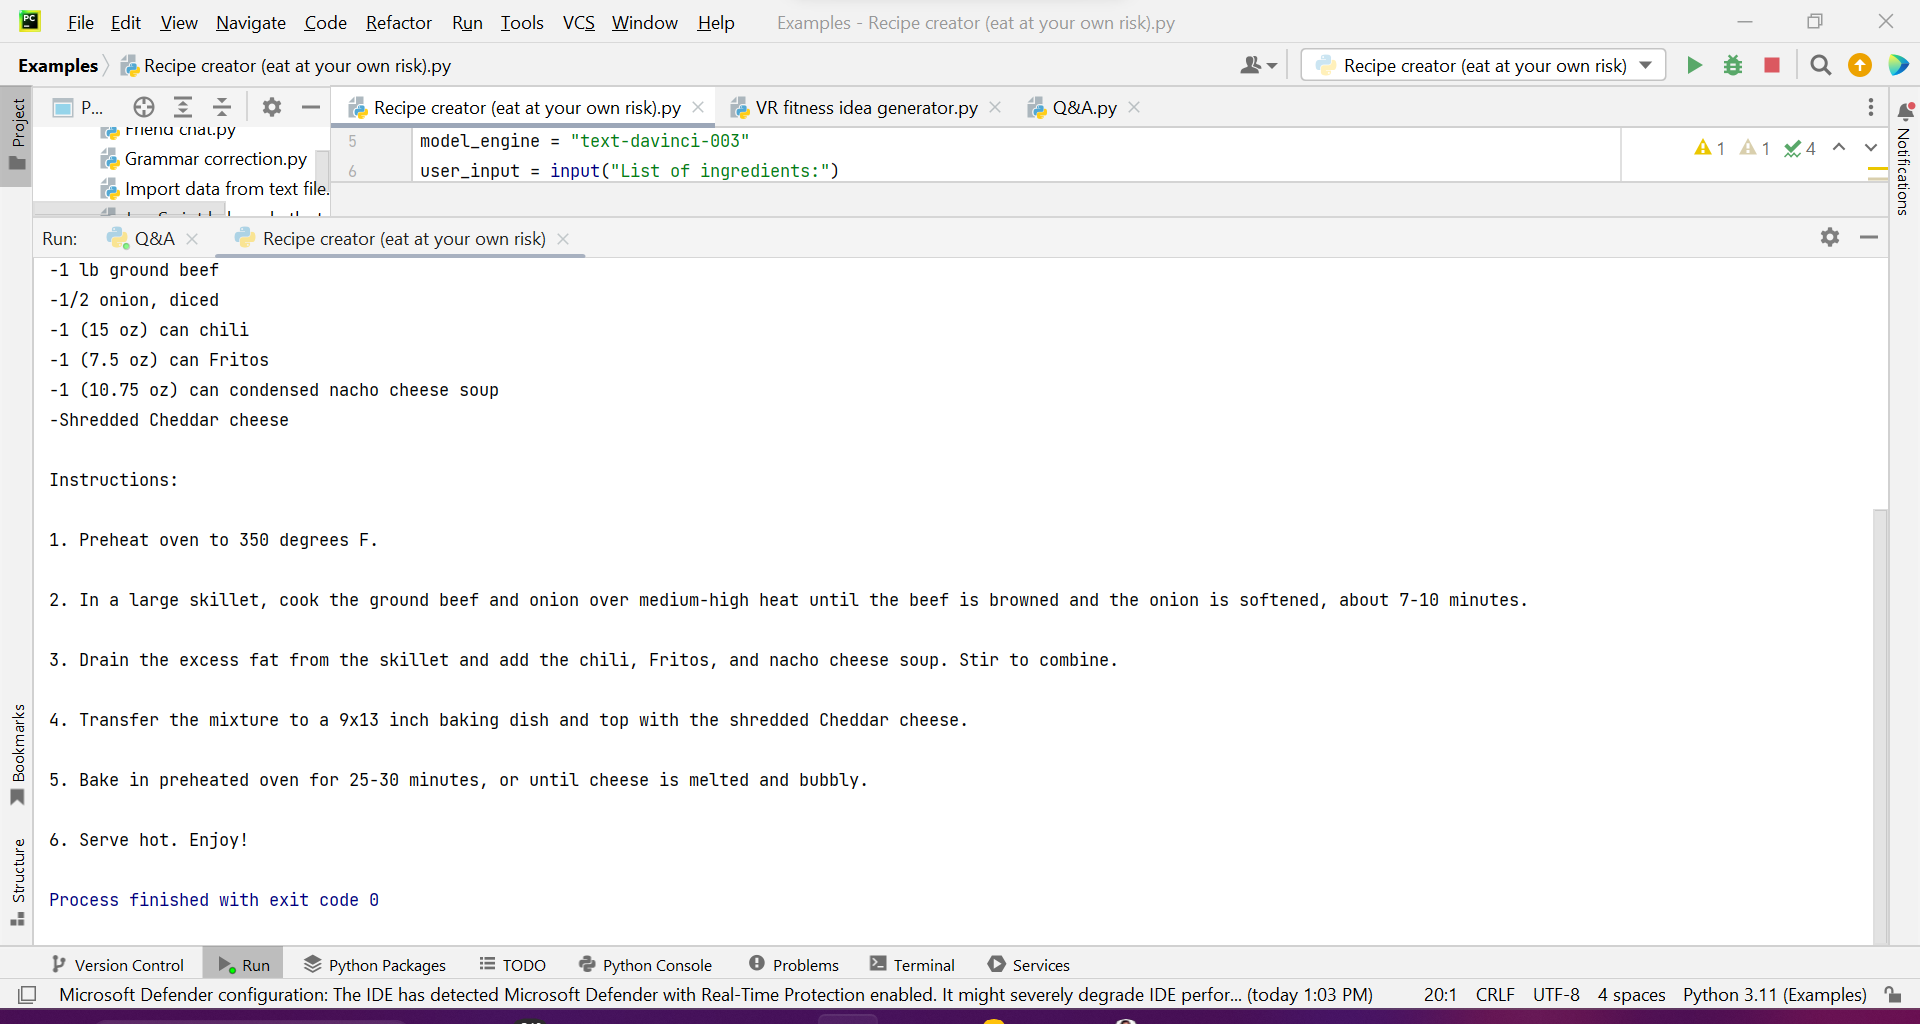 PC
File Edit View Navigate Code Refactor Run Tools VCS Window Help Examples - Recipe creator (eat at your own risk).py
Examples Recipe creator (eat at your own risk).py Recipe creator (eat at your own risk)
Project
P... Recipe creator (eat at your own risk).py VR fitness idea generator.py Q&A.py
Notifications
Friend chat.py
Grammar correction.py
Import data from text file.
5 model_engine = "text-davinci-003"
6 user_input = input("List of ingredients:")
1 1 4
Run: Q&A Recipe creator (eat at your own risk)
-1 lb ground beef
-1/2 onion, diced
-1 (15 oz) can chili
-1 (7.5 oz) can Fritos
-1 (10.75 oz) can condensed nacho cheese soup
-Shredded Cheddar cheese
Instructions:
1. Preheat oven to 350 degrees F.
2. In a large skillet, cook the ground beef and onion over medium-high heat until the beef is browned and the onion is softened, about 7-10 minutes.
3. Drain the excess fat from the skillet and add the chili, Fritos, and nacho cheese soup. Stir to combine.
4. Transfer the mixture to a 9x13 inch baking dish and top with the shredded Cheddar cheese.
5. Bake in preheated oven for 25-30 minutes, or until cheese is melted and bubbly.
6. Serve hot. Enjoy!
Process finished with exit code 0
Bookmarks
Structure
Version Control Run Python Packages TODO Python Console Problems Terminal Services
Microsoft Defender configuration: The IDE has detected Microsoft Defender with Real-Time Protection enabled. It might severely degrade IDE perfor... (today 1:03 PM) 20:1 CRLF UTF-8 4 spaces Python 3.11 (Examples)